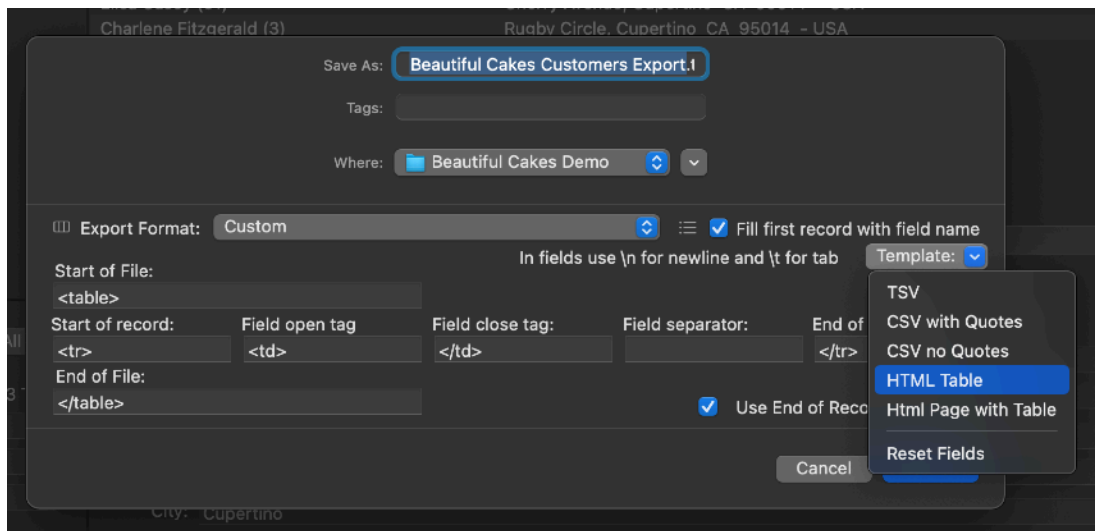 Charlene Fitzgerald (3) Rugby Circle, Cupertino CA 95014 - USA
Save As: Beautiful Cakes Customers Export.t
Tags:
Where: Beautiful Cakes Demo
Export Format: Custom Fill first record with field name
In fields use \n for newline and \t for tab Template:
Start of File:
<table>
Start of record: Field open tag Field close tag: Field separator: End of
<tr> <td> </td> </tr>
End of File:
</table>
Use End of Reco
TSV
CSV with Quotes
CSV no Quotes
HTML Table
Html Page with Table
Reset Fields
Cancel
City: Cupertino